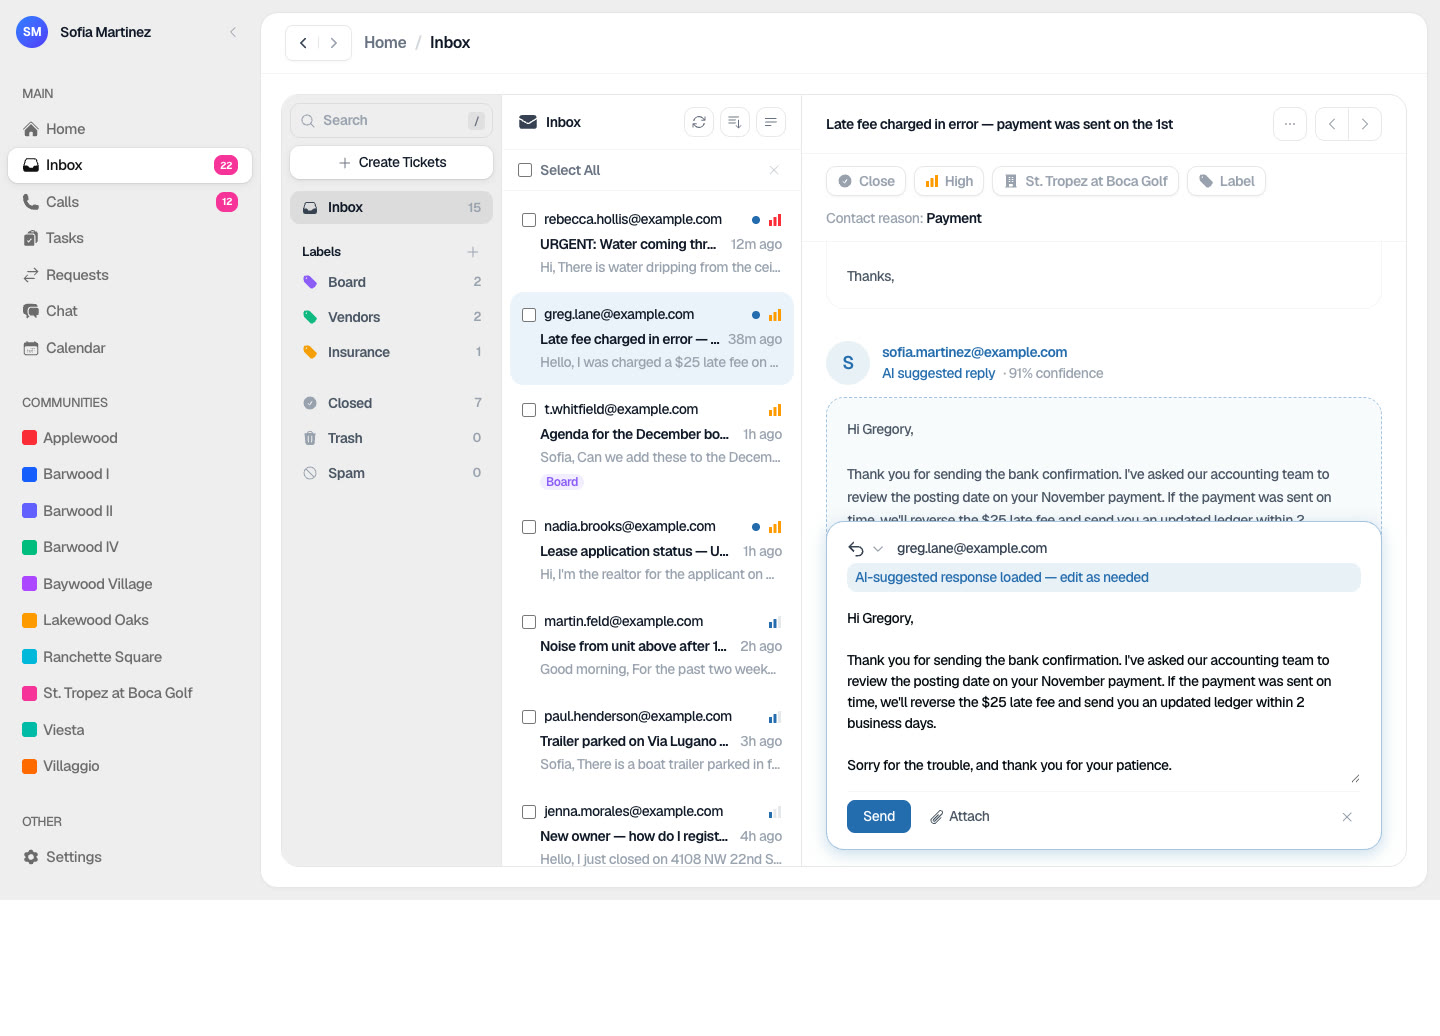 SM Sofia Martinez
MAIN
Home
Inbox 22
Calls 12
Tasks
Requests
Chat
Calendar
COMMUNITIES
Applewood
Barwood I
Barwood II
Barwood IV
Baywood Village
Lakewood Oaks
Ranchette Square
St. Tropez at Boca Golf
Viesta
Villaggio
OTHER
Settings
Home / Inbox
Search /
Create Tickets
Inbox 15
Labels
Board 2
Vendors 2
Insurance 1
Closed 7
Trash 0
Spam 0
Inbox
Select All
rebecca.hollis@example.com
URGENT: Water coming thr... 12m ago
Hi, There is water dripping from the cei...
greg.lane@example.com
Late fee charged in error — ... 38m ago
Hello, I was charged a $25 late fee on ...
t.whitfield@example.com
Agenda for the December bo... 1h ago
Sofia, Can we add these to the Decem...
Board
nadia.brooks@example.com
Lease application status — U... 1h ago
Hi, I'm the realtor for the applicant on ...
martin.feld@example.com
Noise from unit above after 1... 2h ago
Good morning, For the past two week...
paul.henderson@example.com
Trailer parked on Via Lugano ... 3h ago
Sofia, There is a boat trailer parked in f...
jenna.morales@example.com
New owner — how do I regist... 4h ago
Hello, I just closed on 4108 NW 22nd S...
Late fee charged in error — payment was sent on the 1st
Close High St. Tropez at Boca Golf Label
Contact reason: Payment
Thanks,
S sofia.martinez@example.com
AI suggested reply · 91% confidence
Hi Gregory,
Thank you for sending the bank confirmation. I've asked our accounting team to
review the posting date on your November payment. If the payment was sent on
time, we'll reverse the $25 late fee and send you an updated ledger within 2
greg.lane@example.com
AI-suggested response loaded — edit as needed
Hi Gregory,
Thank you for sending the bank confirmation. I've asked our accounting team to
review the posting date on your November payment. If the payment was sent on
time, we'll reverse the $25 late fee and send you an updated ledger within 2
business days.
Sorry for the trouble, and thank you for your patience.
Send Attach